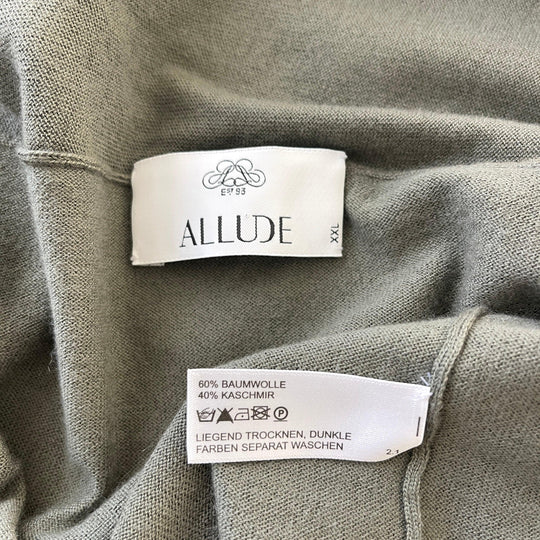 EST 93
ALLUDE
XXL
60% BAUMWOLLE
40% KASCHMIR
LIEGEND TROCKNEN, DUNKLE
FARBEN SEPARAT WASCHEN
2.1